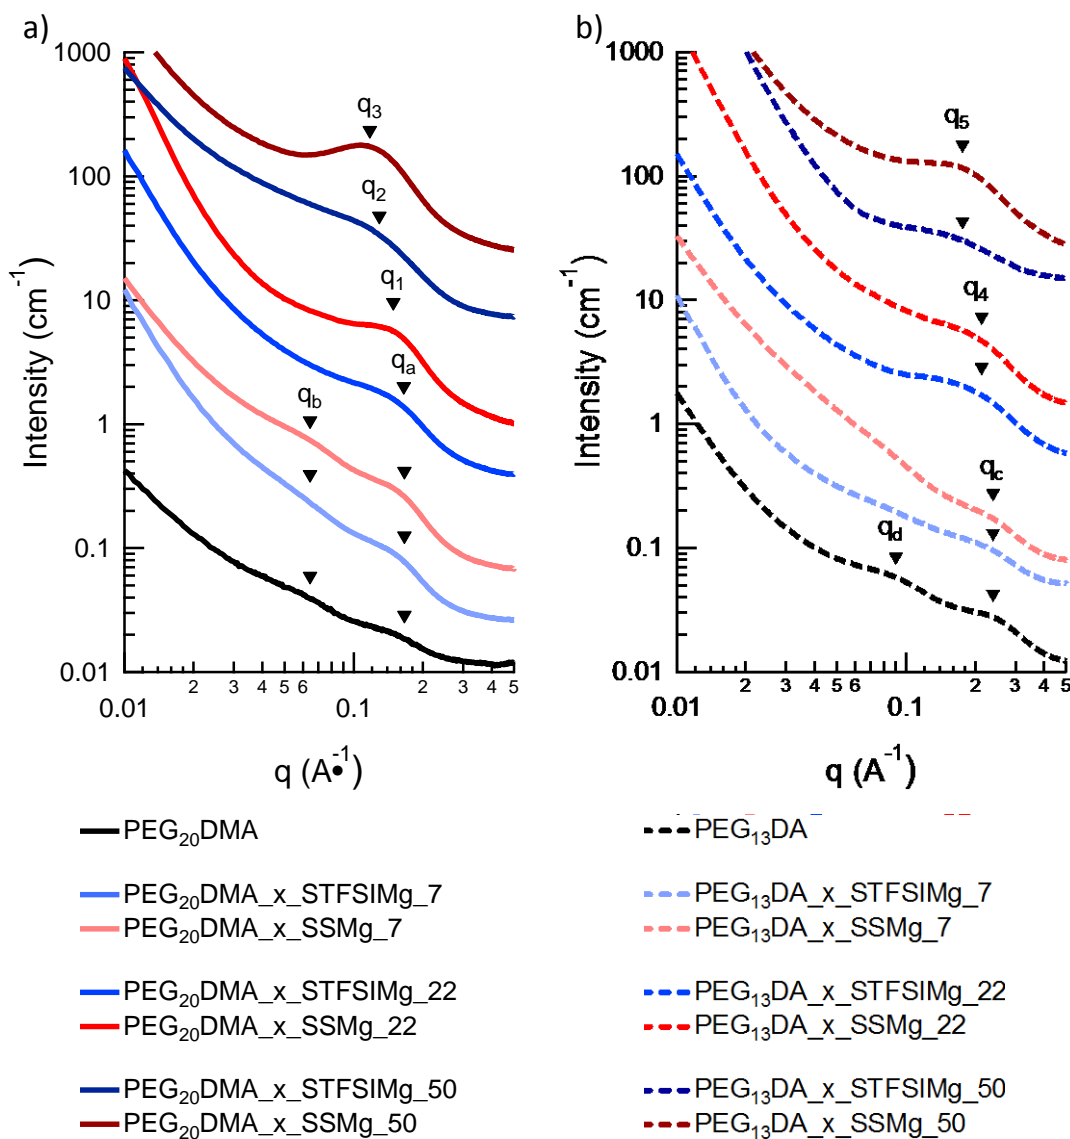 a)
1000
100
10
1
0.1
0.01
Intensity (cm⁻¹)
q₃
q₂
q₁
qₐ
q_b
2 3 4 5 6 2 3 4 5
0.01 0.1
q (A•⁻¹)
b)
1000
100
10
1
0.1
0.01
Intensity (cm⁻¹)
q₅
q₄
q_c
q_d
2 3 4 5 6 2 3 4 5
0.01 0.1
q (A⁻¹)
PEG₂₀DMA
PEG₂₀DMA_x_STFSIMg_7
PEG₂₀DMA_x_SSMg_7
PEG₂₀DMA_x_STFSIMg_22
PEG₂₀DMA_x_SSMg_22
PEG₂₀DMA_x_STFSIMg_50
PEG₂₀DMA_x_SSMg_50
PEG₁₃DA
PEG₁₃DA_x_STFSIMg_7
PEG₁₃DA_x_SSMg_7
PEG₁₃DA_x_STFSIMg_22
PEG₁₃DA_x_SSMg_22
PEG₁₃DA_x_STFSIMg_50
PEG₁₃DA_x_SSMg_50